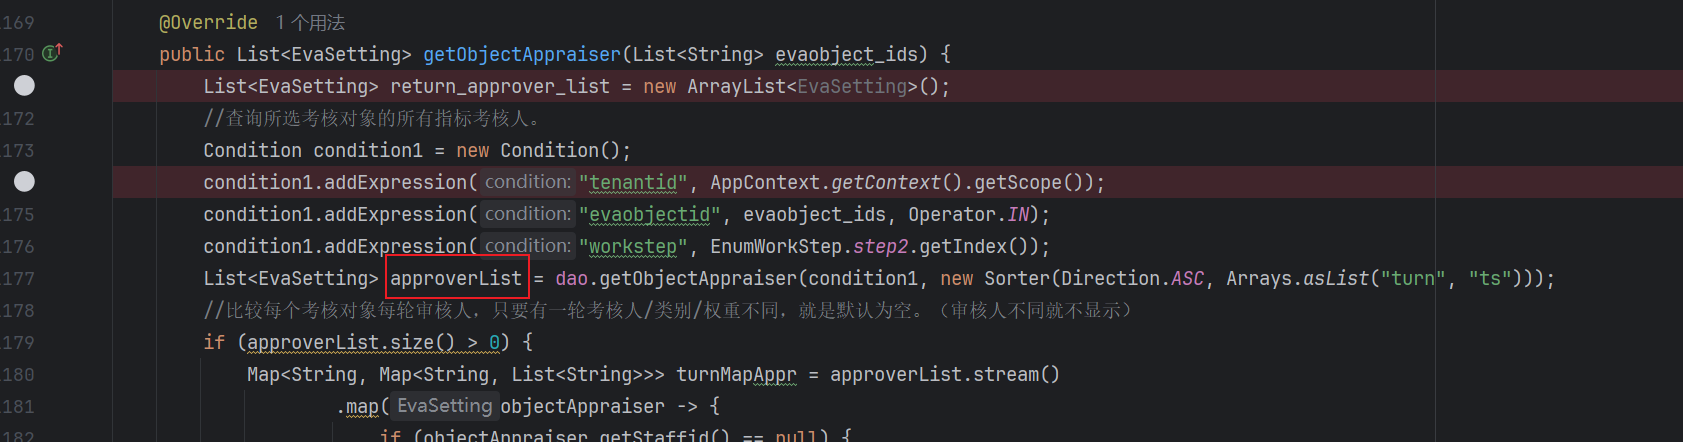 169 @Override 1 个用法
170 public List<EvaSetting> getObjectAppraiser(List<String> evaobject_ids) {
List<EvaSetting> return_approver_list = new ArrayList<EvaSetting>();
172 //查询所选考核对象的所有指标考核人。
173 Condition condition1 = new Condition();
condition1.addExpression( condition: "tenantid", AppContext.getContext().getScope());
175 condition1.addExpression( condition: "evaobjectid", evaobject_ids, Operator.IN);
176 condition1.addExpression( condition: "workstep", EnumWorkStep.step2.getIndex());
177 List<EvaSetting> approverList = dao.getObjectAppraiser(condition1, new Sorter(Direction.ASC, Arrays.asList("turn", "ts")));
178 //比较每个考核对象每轮审核人，只要有一轮考核人/类别/权重不同，就是默认为空。（审核人不同就不显示）
179 if (approverList.size() > 0) {
180 Map<String, Map<String, List<String>>> turnMapAppr = approverList.stream()
181 .map( EvaSetting objectAppraiser -> {
182 if (objectAppraiser.getStaffid() == null) {